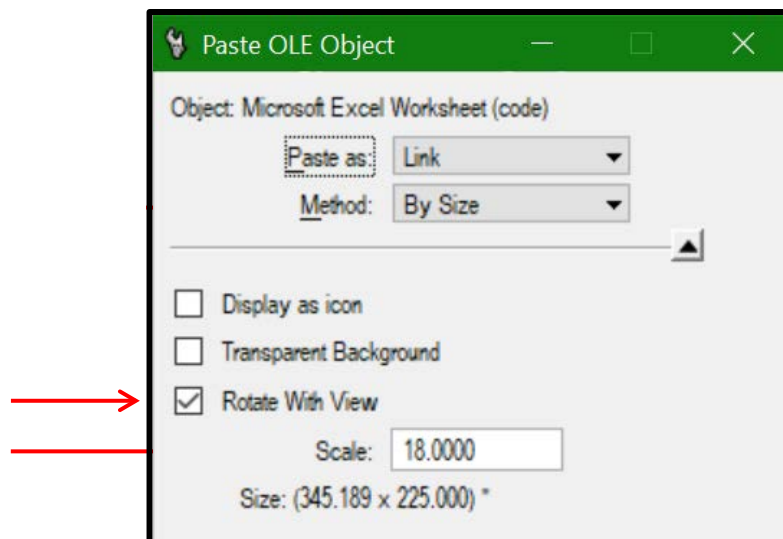 Paste OLE Object
Object: Microsoft Excel Worksheet (code)
Paste as: Link
Method: By Size
Display as icon
Transparent Background
Rotate With View
Scale: 18.0000
Size: (345.189 x 225.000) "